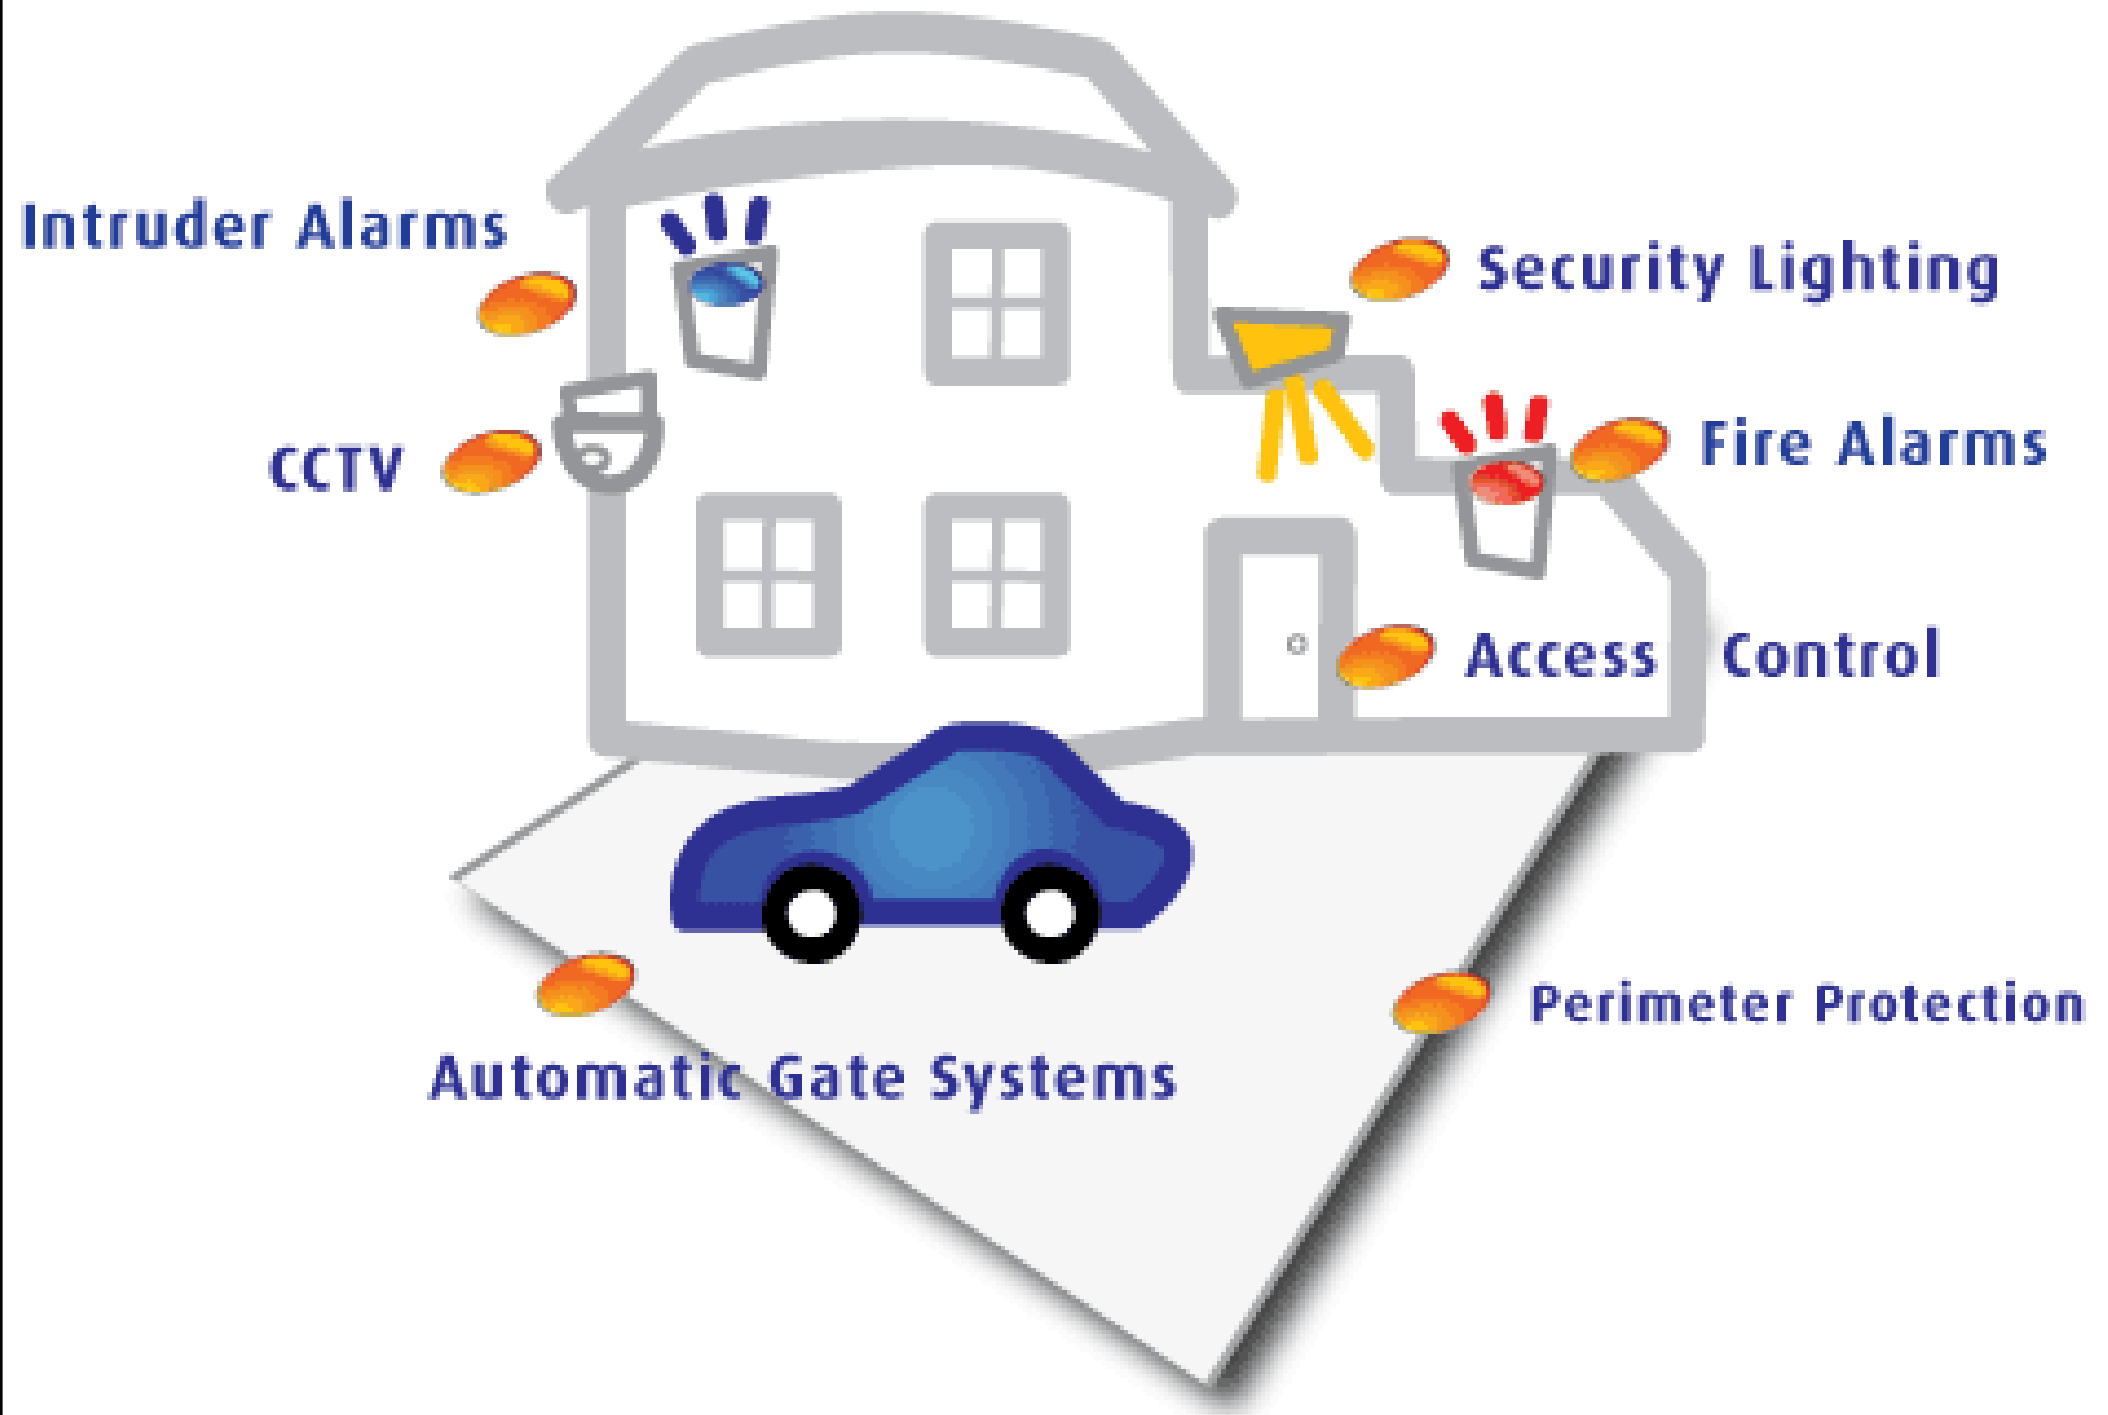 Intruder Alarms
Security Lighting
CCTV
Fire Alarms
Access Control
Perimeter Protection
Automatic Gate Systems